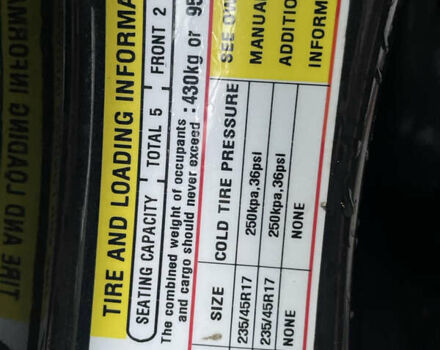 TIRE AND LOADING INFORMA
SEATING CAPACITY TOTAL 5 FRONT 2
The combined weight of occupants
and cargo should never exceed : 430kg or 95
SIZE COLD TIRE PRESSURE
235/45R17 250kpa,36psi
235/45R17 250kpa,36psi
NONE NONE
SEE OW
MANUA
ADDITIO
INFORM